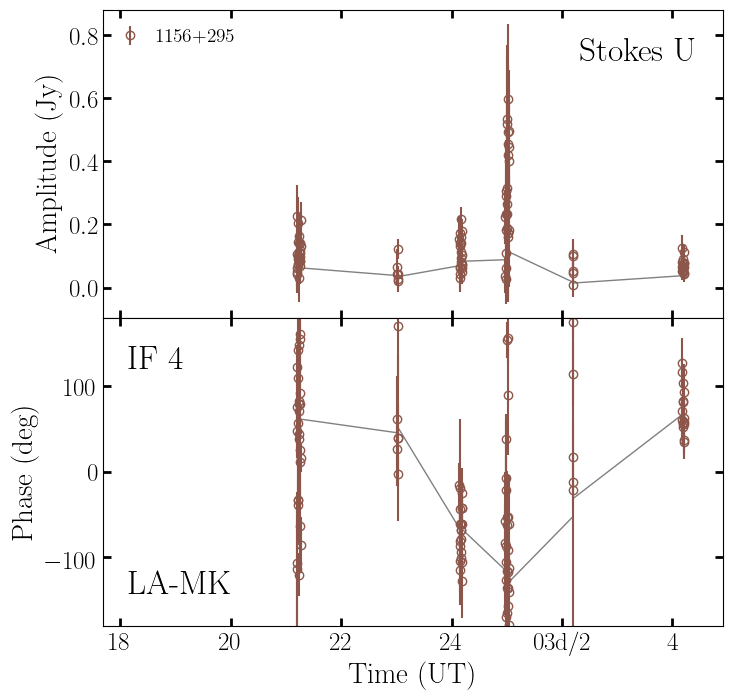 1156+295
Stokes U
Amplitude (Jy)
0.8
0.6
0.4
0.2
0.0
IF 4
LA-MK
Phase (deg)
100
0
−100
18 20 22 24 03d/2 4
Time (UT)